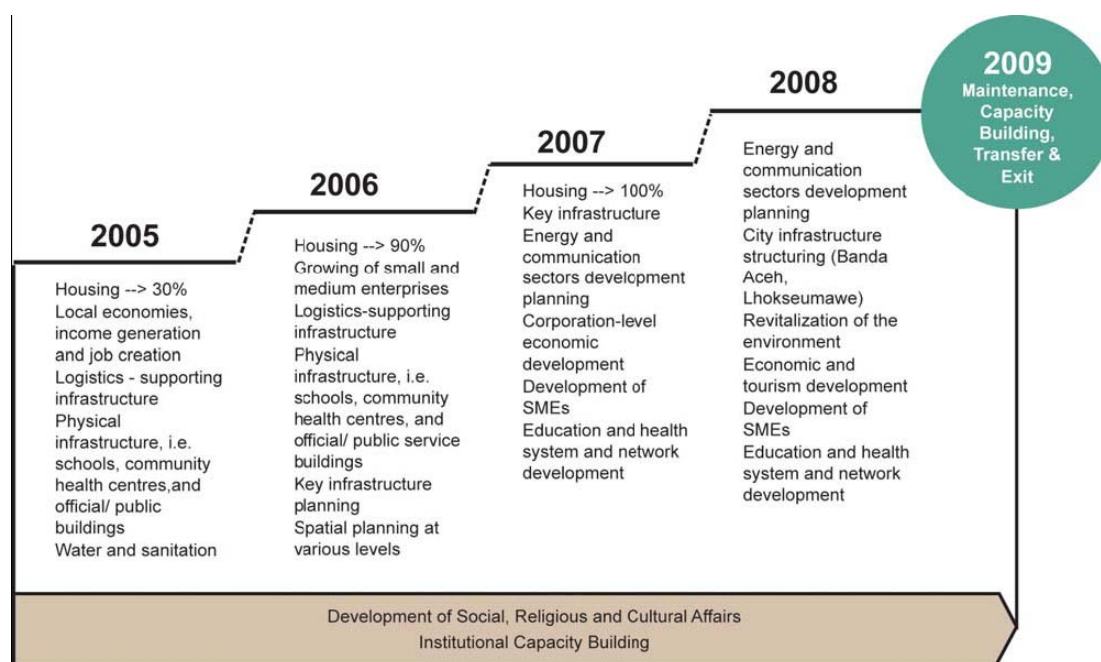 2005
Housing --> 30%
Local economies,
income generation
and job creation
Logistics - supporting
infrastructure
Physical
infrastructure, i.e.
schools, community
health centres,and
official/ public
buildings
Water and sanitation
2006
Housing --> 90%
Growing of small and
medium enterprises
Logistics-supporting
infrastructure
Physical
infrastructure, i.e.
schools, community
health centres, and
official/ public service
buildings
Key infrastructure
planning
Spatial planning at
various levels
2007
Housing --> 100%
Key infrastructure
Energy and
communication
sectors development
planning
Corporation-level
economic
development
Development of
SMEs
Education and health
system and network
development
2008
Energy and
communication
sectors development
planning
City infrastructure
structuring (Banda
Aceh,
Lhokseumawe)
Revitalization of the
environment
Economic and
tourism development
Development of
SMEs
Education and health
system and network
development
2009
Maintenance,
Capacity
Building,
Transfer &
Exit
Development of Social, Religious and Cultural Affairs
Institutional Capacity Building